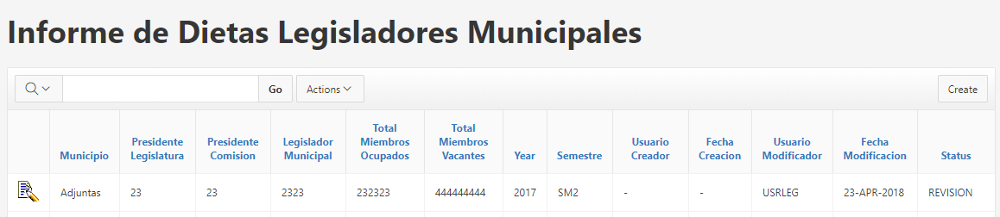 Informe de Dietas Legisladores Municipales
Go Actions Create
Municipio Presidente Legislatura Presidente Comision Legislador Municipal Total Miembros Ocupados Total Miembros Vacantes Year Semestre Usuario Creador Fecha Creacion Usuario Modificador Fecha Modificacion Status
Adjuntas 23 23 2323 232323 444444444 2017 SM2 - - USRLEG 23-APR-2018 REVISION